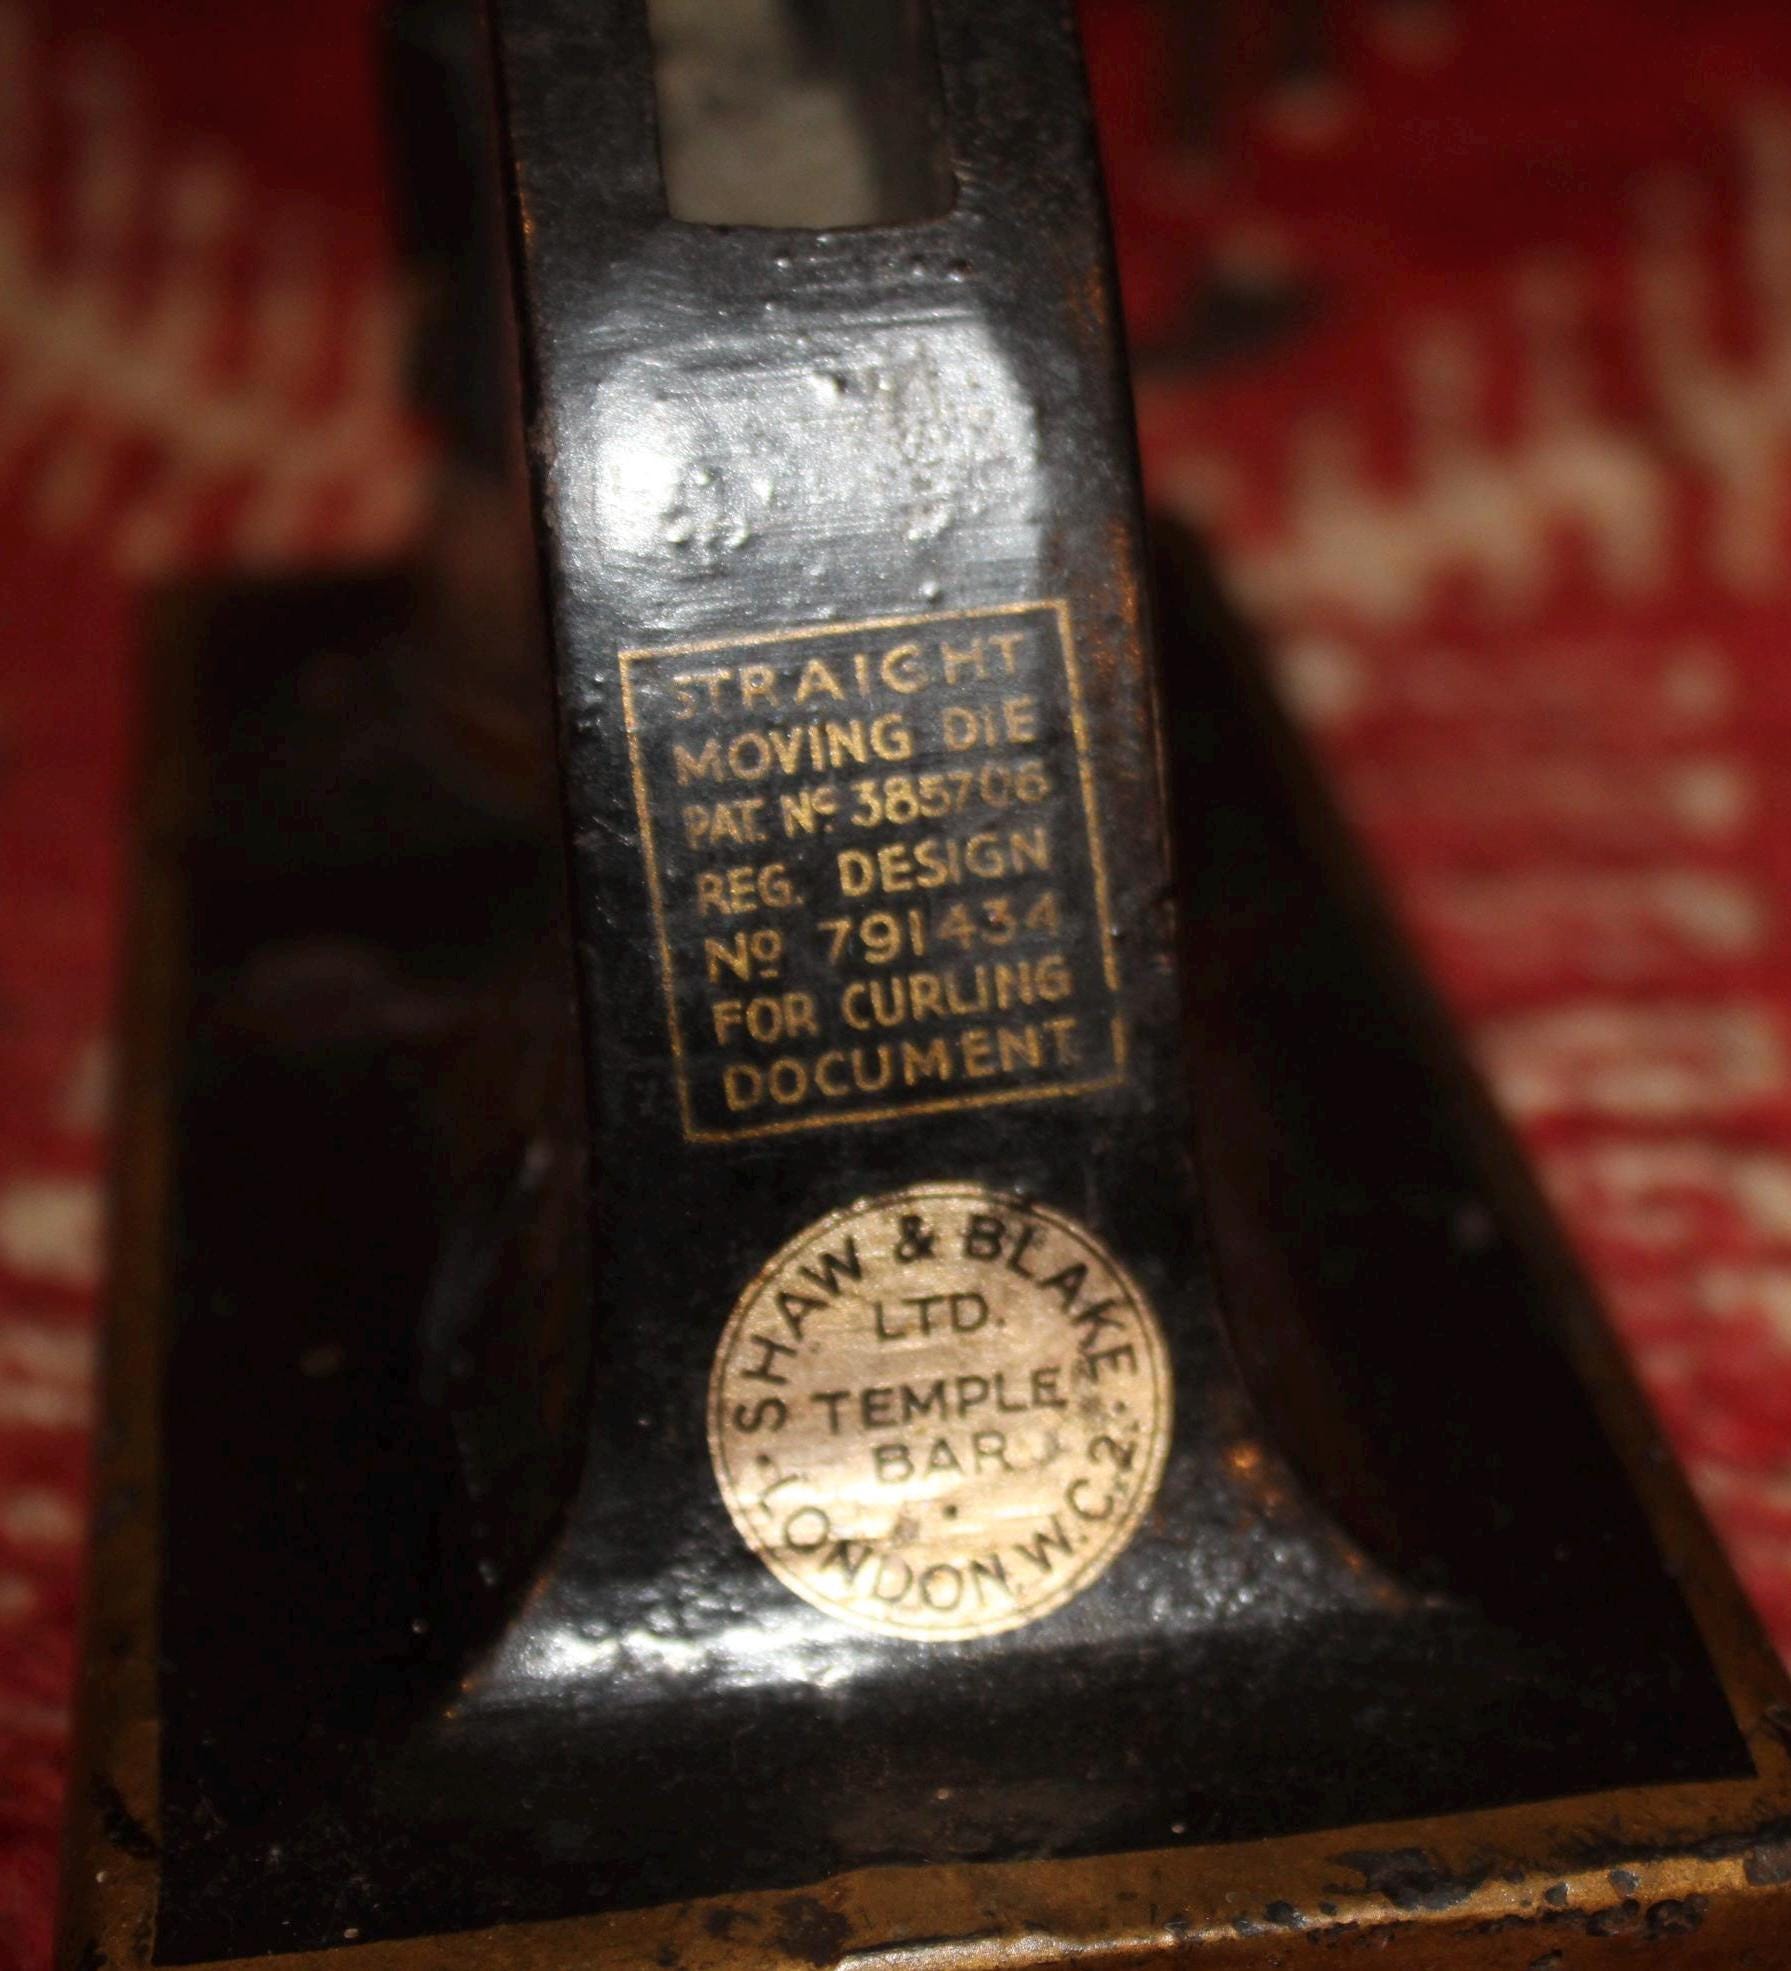 STRAIGHT
MOVING DIE
PAT. No. 385706
REG. DESIGN
No 791434
FOR CURLING
DOCUMENT
SHAW & BLAKE
LTD.
TEMPLE
BAR
LONDON, W.C.2.